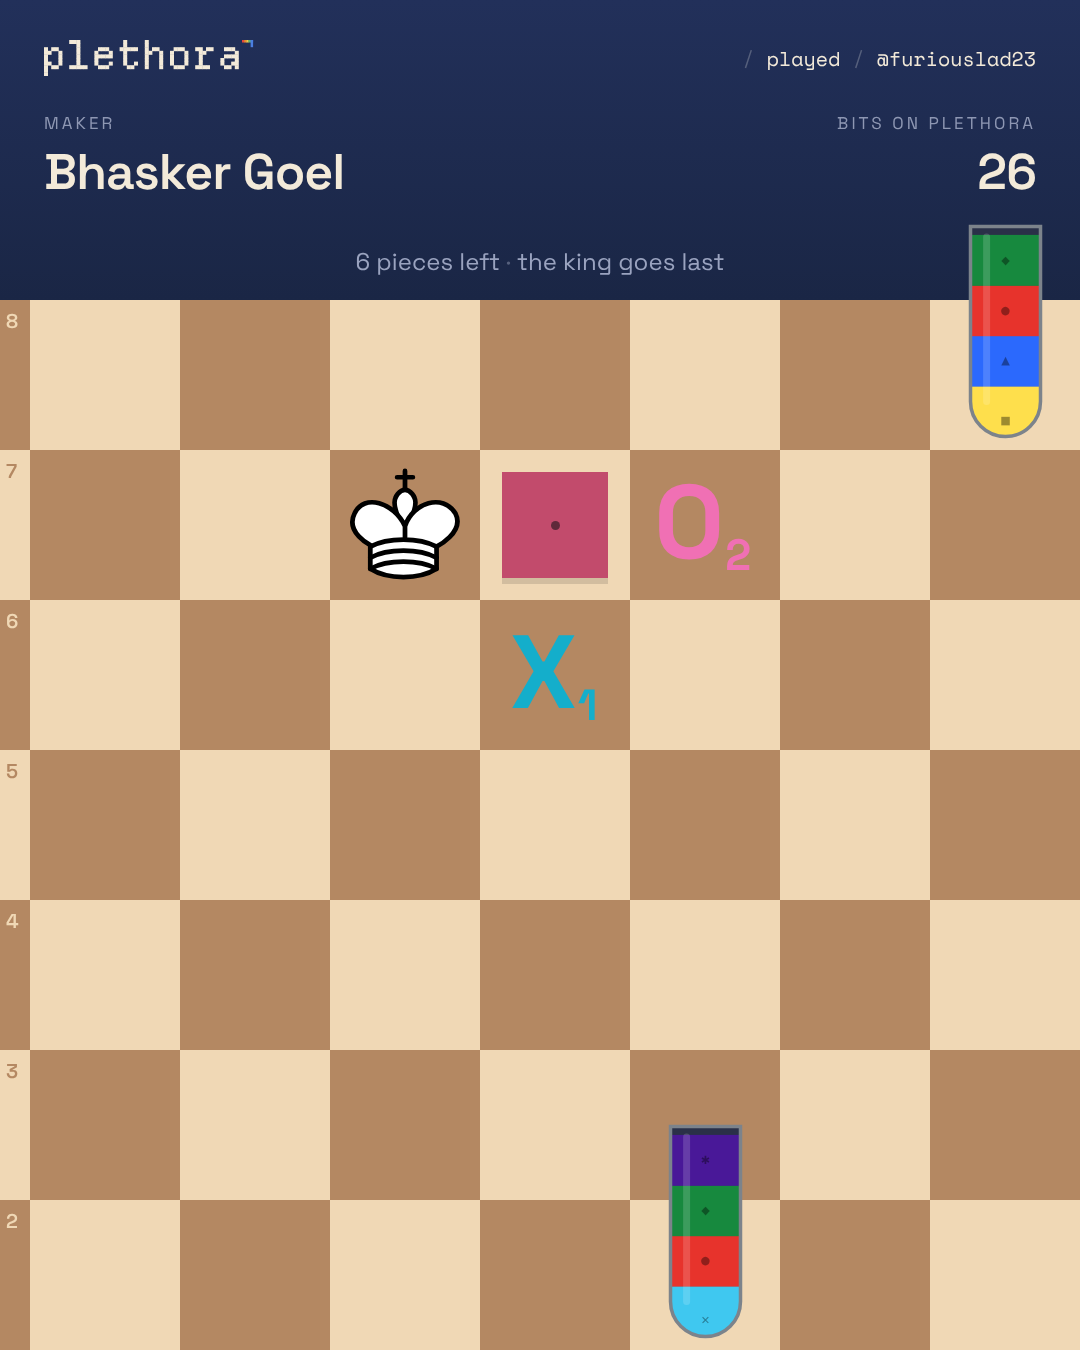 plethora
/ played / @furiouslad23
MAKER
BITS ON PLETHORA
Bhasker Goel
26
6 pieces left · the king goes last
8
7
O2
6
X1
5
4
3
2